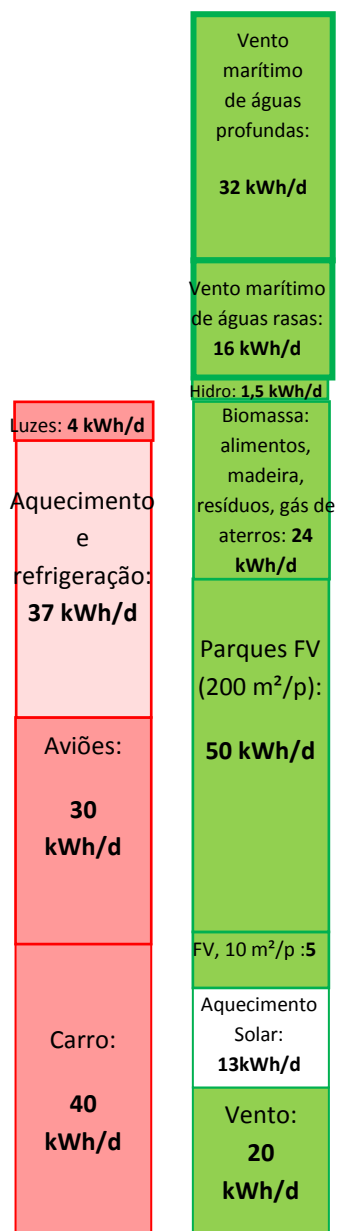 Luzes: 4 kWh/d
Aquecimento
e
refrigeração:
37 kWh/d
Aviões:
30
kWh/d
Carro:
40
kWh/d
Vento
marítimo
de águas
profundas:
32 kWh/d
Vento marítimo
de águas rasas:
16 kWh/d
Hidro: 1,5 kWh/d
Biomassa:
alimentos,
madeira,
resíduos, gás de
aterros: 24
kWh/d
Parques FV
(200 m²/p):
50 kWh/d
FV, 10 m²/p :5
Aquecimento
Solar:
13kWh/d
Vento:
20
kWh/d